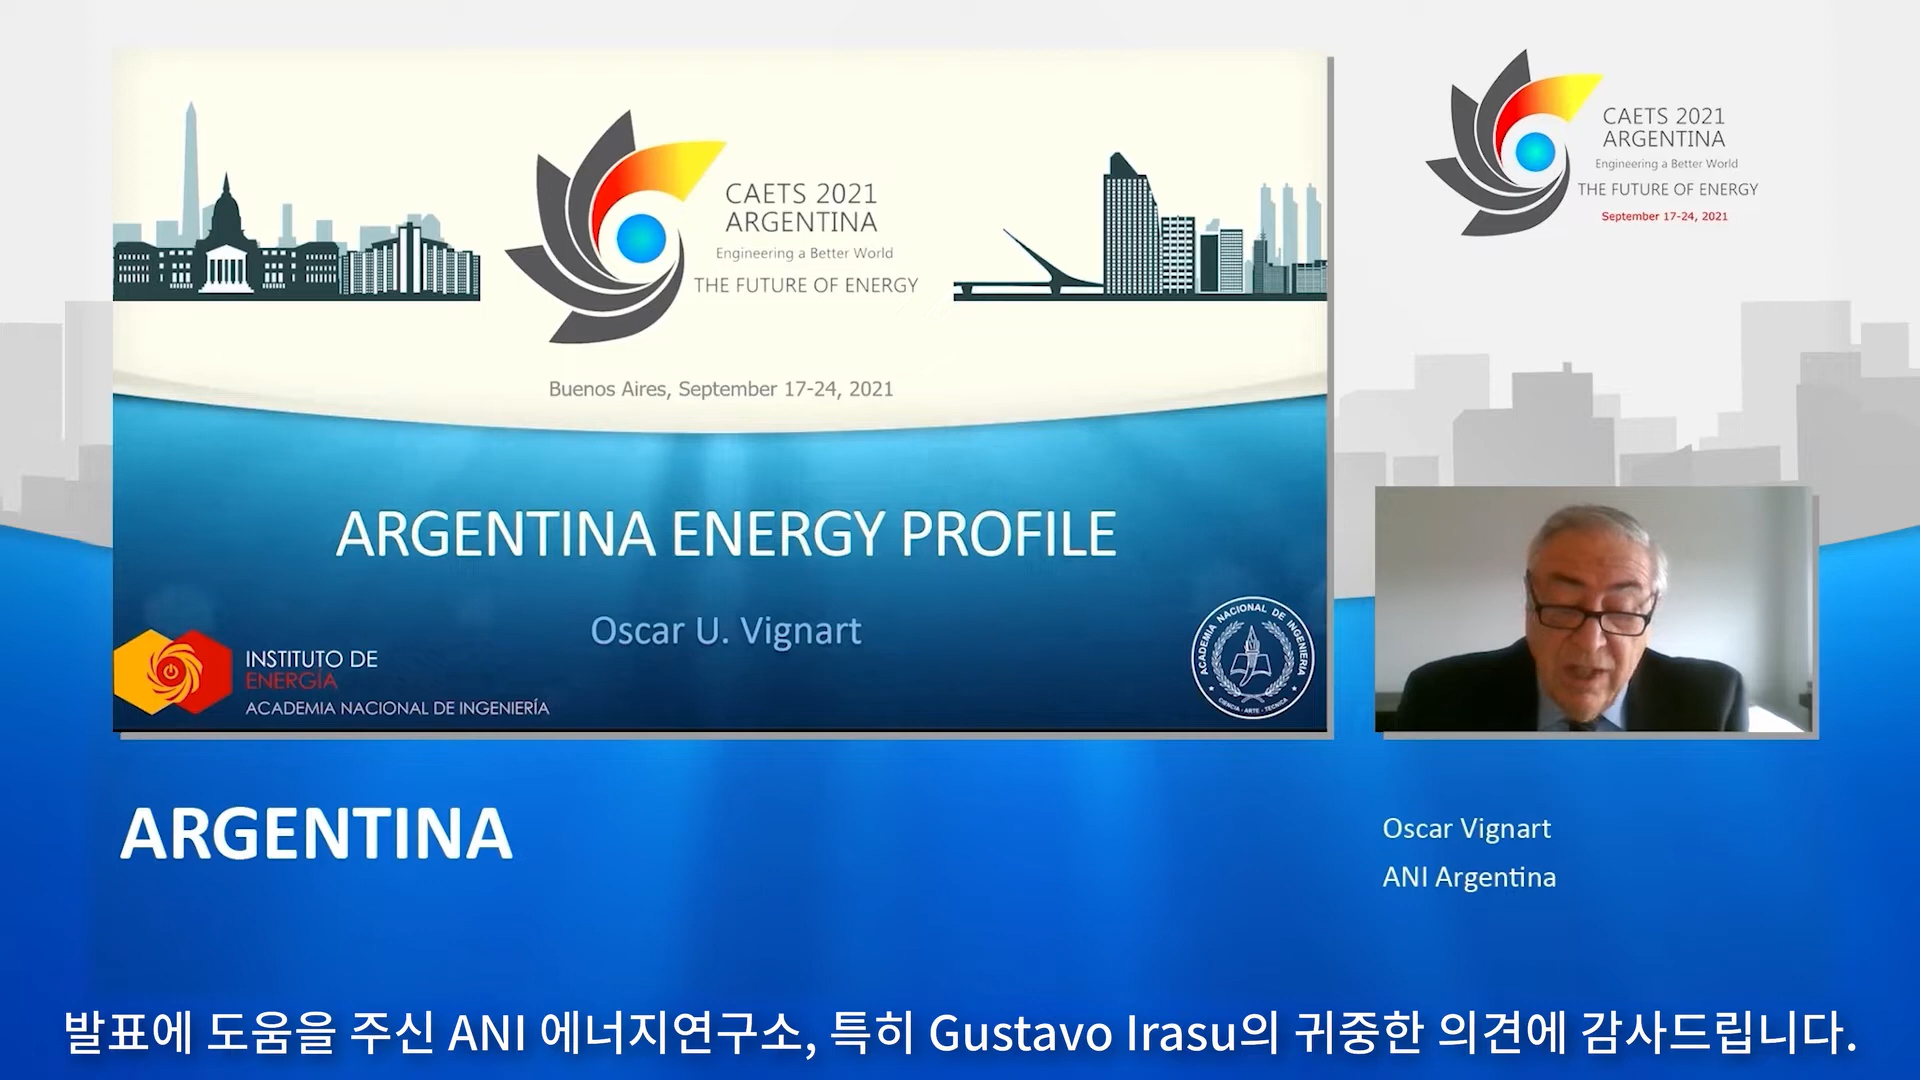 CAETS 2021
ARGENTINA
Engineering a Better World
THE FUTURE OF ENERGY
Buenos Aires, September 17-24, 2021
ARGENTINA ENERGY PROFILE
Oscar U. Vignart
INSTITUTO DE
ENERGÍA
ACADEMIA NACIONAL DE INGENIERÍA
ACADEMIA NACIONAL DE INGENIERIA
CIENCIA - ARTE - TECNICA
CAETS 2021
ARGENTINA
Engineering a Better World
THE FUTURE OF ENERGY
September 17-24, 2021
ARGENTINA
Oscar Vignart
ANI Argentina
발표에 도움을 주신 ANI 에너지연구소, 특히 Gustavo Irasu의 귀중한 의견에 감사드립니다.